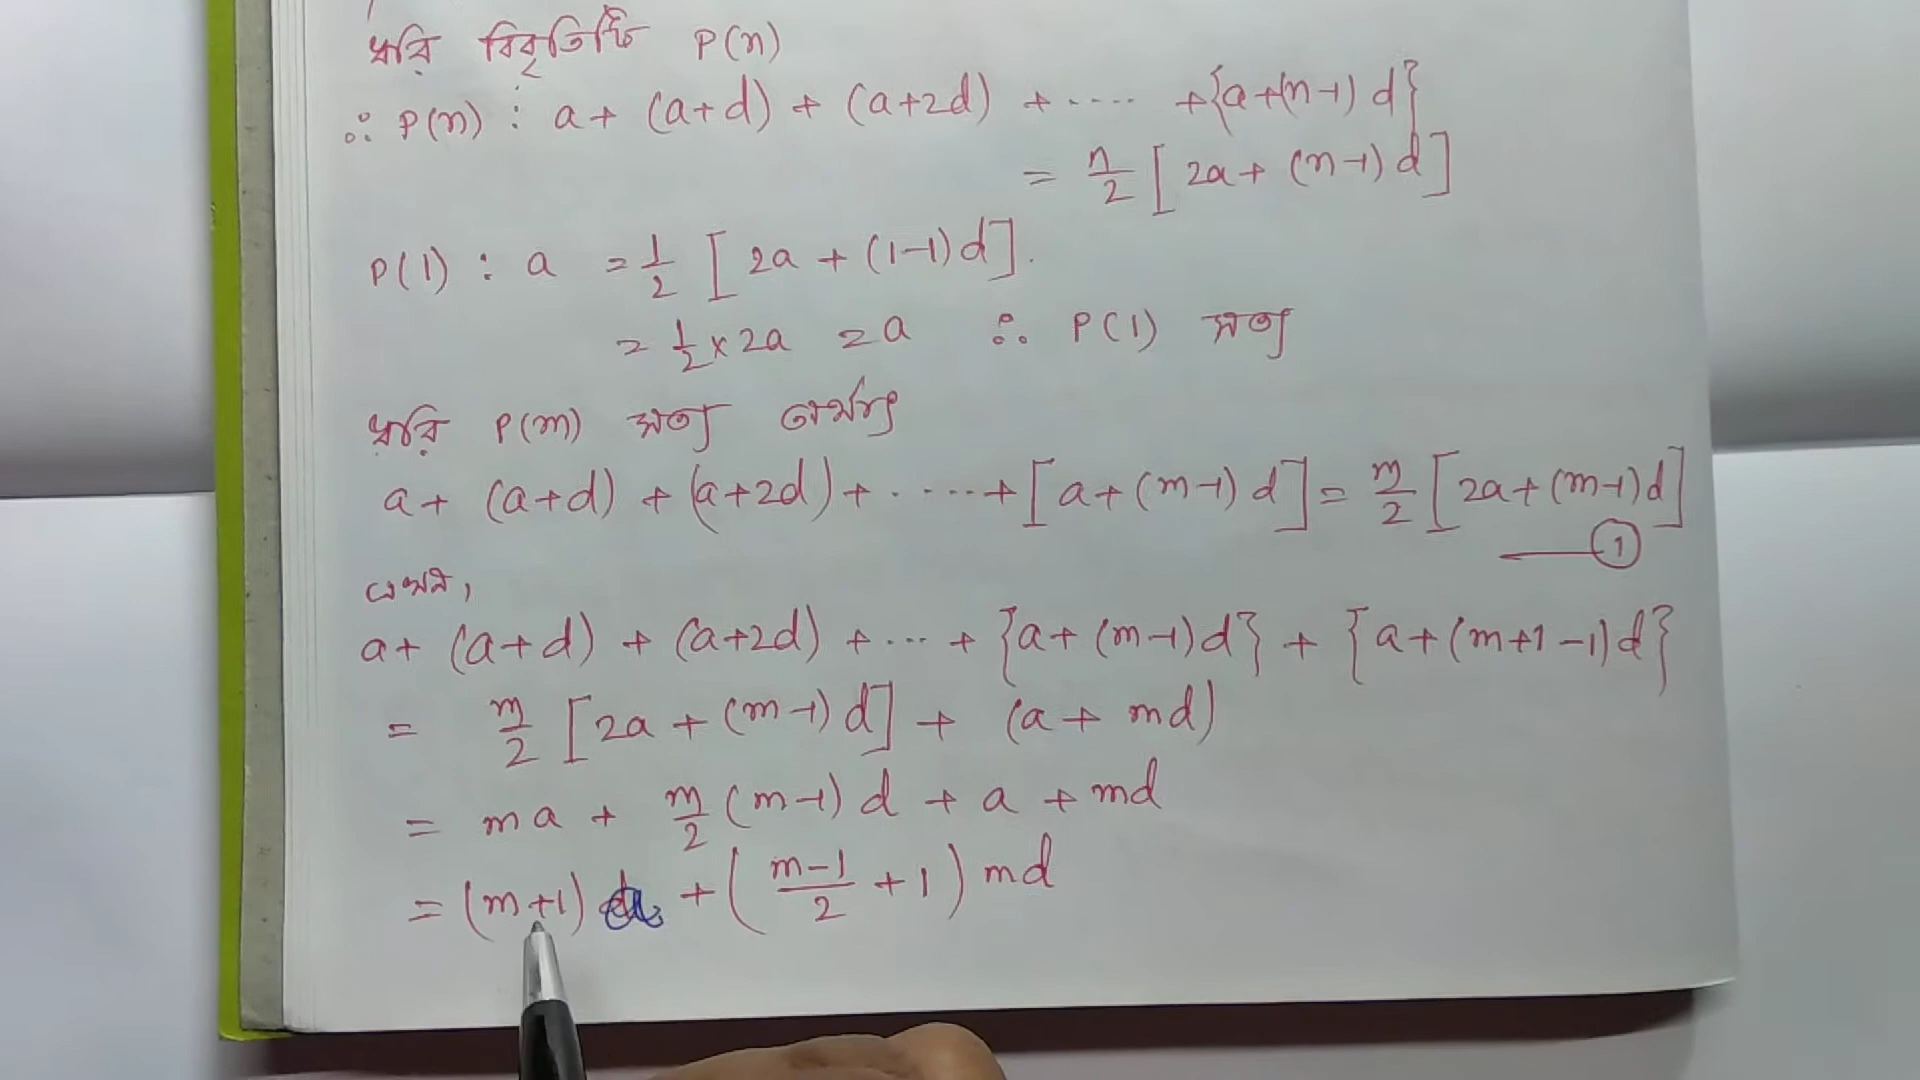 ধরি বিবৃতিটি P(n)
∴ P(n) : a + (a+d) + (a+2d) + ..... + {a+(n-1) d}
= n/2 [ 2a + (n-1) d ]
P(1) : a = 1/2 [ 2a + (1-1) d ].
= 1/2 × 2a = a ∴ P(1) সত্য
ধরি P(m) সত্য অর্থাৎ
a + (a+d) + (a+2d) + ...... + [ a + (m-1) d ] = m/2 [ 2a + (m-1) d ]
①
এখন,
a + (a+d) + (a+2d) + ... + {a + (m-1) d} + {a + (m+1-1) d}
= m/2 [ 2a + (m-1) d ] + (a + md)
= ma + m/2 (m-1) d + a + md
= (m+1) a + ( (m-1)/2 + 1 ) md